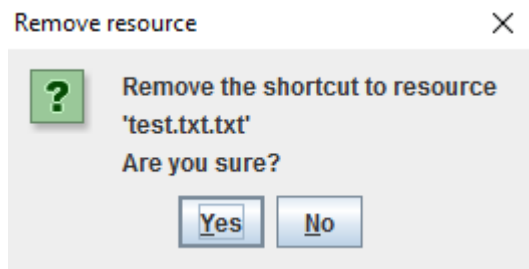 Remove resource
?
Remove the shortcut to resource
'test.txt.txt'
Are you sure?
Yes No